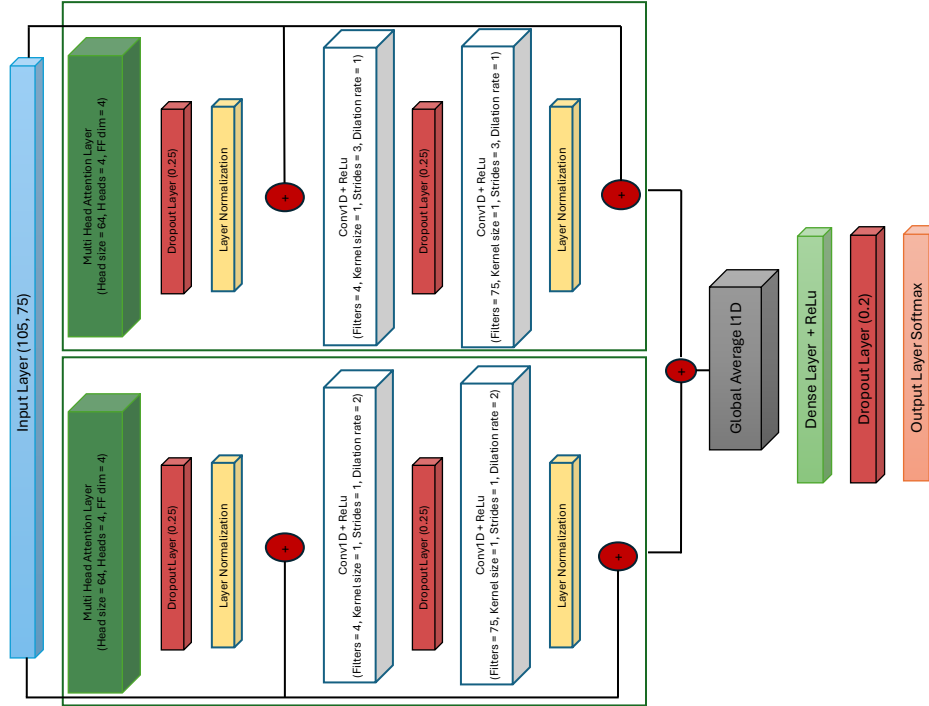 Input Layer (105, 75)
Multi Head Attention Layer
(Head size = 64, Heads = 4, FF dim = 4)
Dropout Layer (0.25)
Layer Normalization
+
Conv1D + ReLu
(Filters = 4, Kernel size = 1, Strides = 3, Dilation rate = 1)
Dropout Layer (0.25)
Conv1D + ReLu
(Filters = 75, Kernel size = 1, Strides = 3, Dilation rate = 1)
Layer Normalization
+
Multi Head Attention Layer
(Head size = 64, Heads = 4, FF dim = 4)
Dropout Layer (0.25)
Layer Normalization
+
Conv1D + ReLu
(Filters = 4, Kernel size = 1, Strides = 1, Dilation rate = 2)
Dropout Layer (0.25)
Conv1D + ReLu
(Filters = 75, Kernel size = 1, Strides = 1, Dilation rate = 2)
Layer Normalization
+
+
Global Average l1D
Dense Layer + ReLu
Dropout Layer (0.2)
Output Layer Softmax